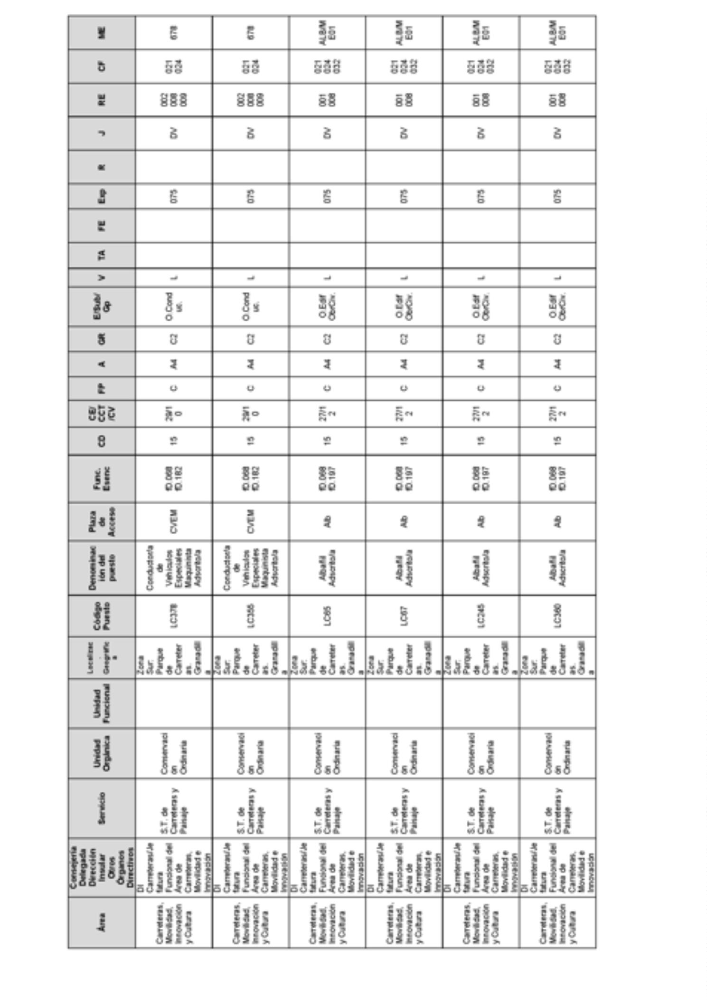 Área
Consejería
Delegada
Dirección
Insular
Otros
Órganos
Directivos
Servicio
Unidad
Orgánica
Unidad
Funcional
Localizac
.
Geográfic
a
Código
Puesto
Denominac
ión del
puesto
Plaza
de
Acceso
Func.
Esenc
CD
CE/
CCT
/CV
FP
A
GR
E/Sub/
Gp
V
TA
FE
Exp
R
J
RE
CF
ME
Carreteras,
Movilidad,
Innovación
y Cultura
DI
Carreteras/Je
fatura
Funcional del
Área de
Carreteras,
Movilidad e
Innovación
S.T. de
Carreteras y
Paisaje
Conservaci
ón
Ordinaria
Zona
Sur:
Parque
de
Carreter
as.
Granadill
a
LC378
Conductor/a
de
Vehículos
Especiales
Maquinista
Adscrito/a
CVEM
fD.068
fD.182
15
29/1
0
C
A4
C2
O.Cond
uc.
L
075
DV
002
008
009
021
024
678
Carreteras,
Movilidad,
Innovación
y Cultura
DI
Carreteras/Je
fatura
Funcional del
Área de
Carreteras,
Movilidad e
Innovación
S.T. de
Carreteras y
Paisaje
Conservaci
ón
Ordinaria
Zona
Sur:
Parque
de
Carreter
as.
Granadill
a
Conductor/a
de
Vehículos
Especiales
Maquinista
Adscrito/a
CVEM
fD.068
fD.182
15
29/1
0
C
A4
C2
O.Cond
uc.
L
075
DV
002
008
009
021
024
678
Carreteras,
Movilidad,
Innovación
y Cultura
DI
Carreteras/Je
fatura
Funcional del
Área de
Carreteras,
Movilidad e
Innovación
S.T. de
Carreteras y
Paisaje
Conservaci
ón
Ordinaria
Zona
Sur:
Parque
de
Carreter
as.
Granadill
a
Albañil
Adscrito/a
Alb
fD.068
fD.197
15
27/1
2
C
A4
C2
O.Edif
ObrCiv.
L
075
DV
001
008
021
024
032
ALB/M
E01
Carreteras,
Movilidad,
Innovación
y Cultura
DI
Carreteras/Je
fatura
Funcional del
Área de
Carreteras,
Movilidad e
Innovación
S.T. de
Carreteras y
Paisaje
Conservaci
ón
Ordinaria
Zona
Sur:
Parque
de
Carreter
as.
Granadill
a
LC67
Albañil
Adscrito/a
Alb
fD.068
fD.197
15
27/1
2
C
A4
C2
O.Edif
ObrCiv.
L
075
DV
001
008
021
024
032
ALB/M
E01
Carreteras,
Movilidad,
Innovación
y Cultura
DI
Carreteras/Je
fatura
Funcional del
Área de
Carreteras,
Movilidad e
Innovación
S.T. de
Carreteras y
Paisaje
Conservaci
ón
Ordinaria
Zona
Sur:
Parque
de
Carreter
as.
Granadill
a
LC245
Albañil
Adscrito/a
Alb
fD.068
fD.197
15
27/1
2
C
A4
C2
O.Edif
ObrCiv.
L
075
DV
001
008
021
024
032
ALB/M
E01
Carreteras,
Movilidad,
Innovación
y Cultura
DI
Carreteras/Je
fatura
Funcional del
Área de
Carreteras,
Movilidad e
Innovación
S.T. de
Carreteras y
Paisaje
Conservaci
ón
Ordinaria
Zona
Sur:
Parque
de
Carreter
as.
Granadill
a
LC360
Albañil
Adscrito/a
Alb
fD.068
fD.197
15
27/1
2
C
A4
C2
O.Edif
ObrCiv.
L
075
DV
001
008
021
024
032
ALB/M
E01